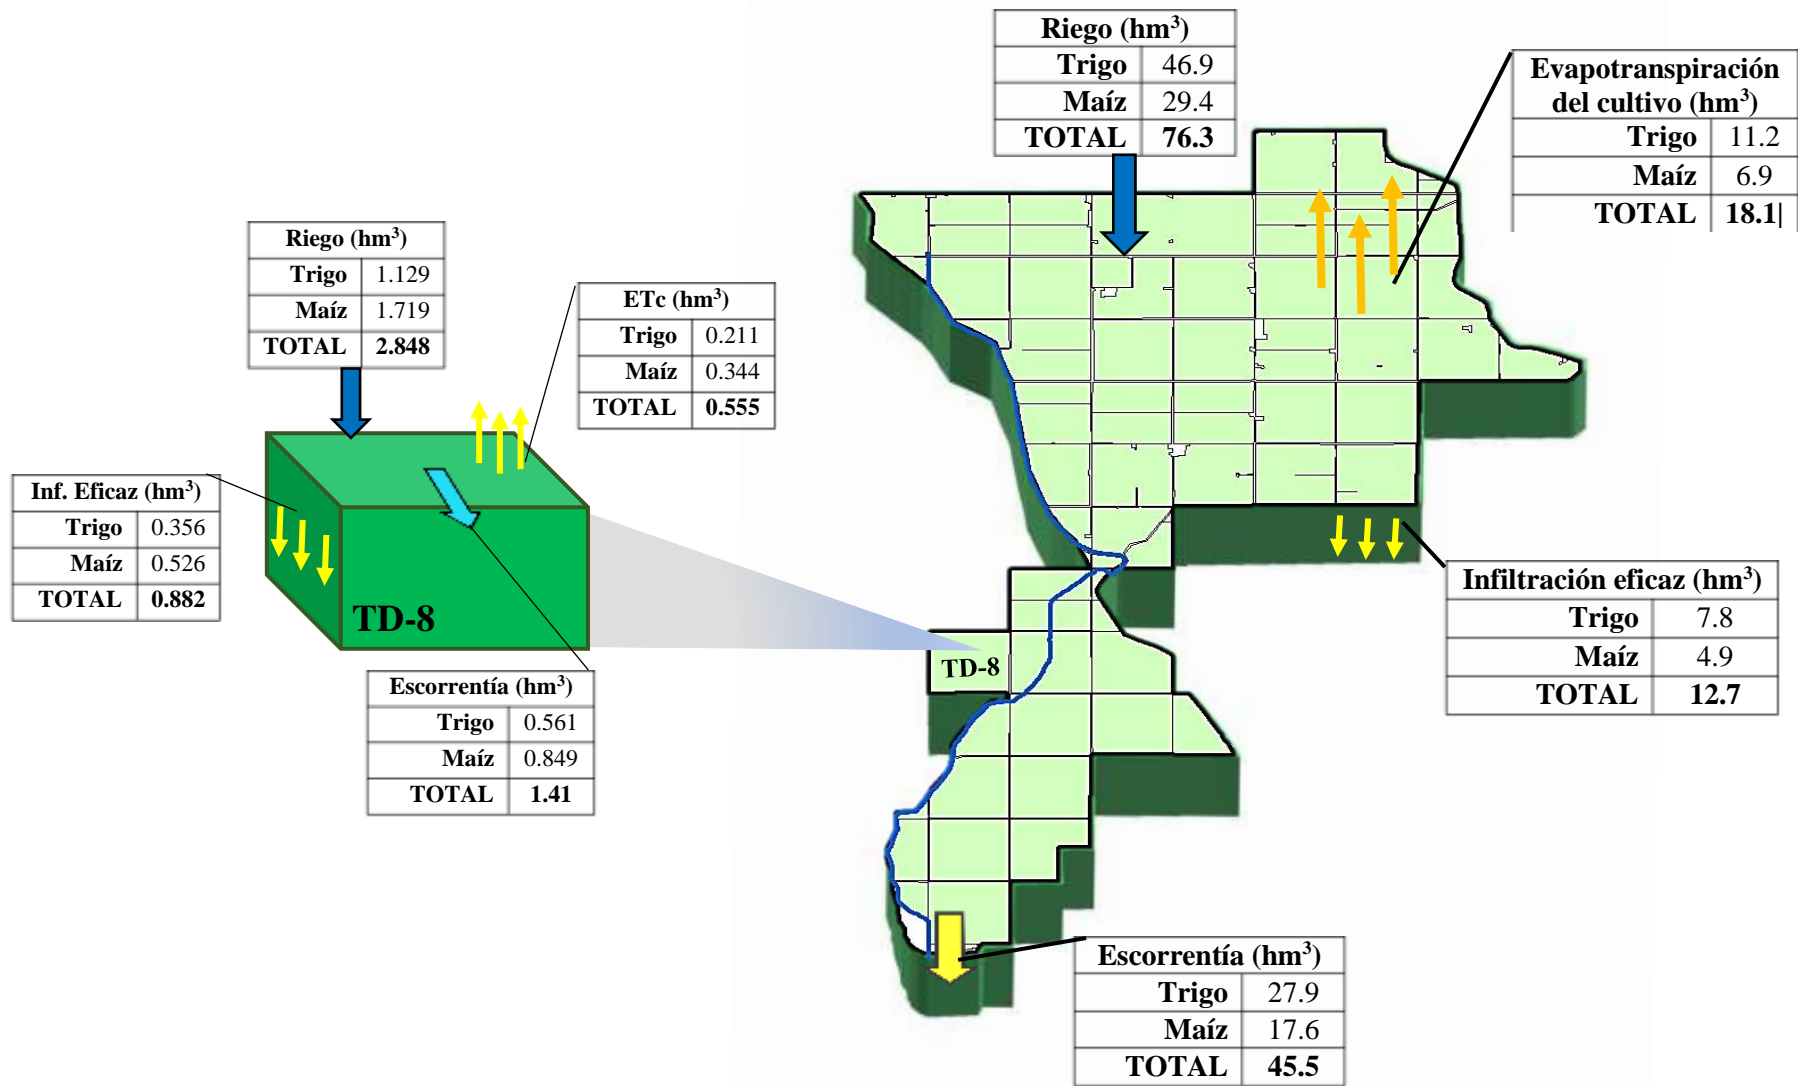 Riego (hm³)
Trigo 46.9
Maíz 29.4
TOTAL 76.3
Evapotranspiración
del cultivo (hm³)
Trigo 11.2
Maíz 6.9
TOTAL 18.1|
Riego (hm³)
Trigo 1.129
Maíz 1.719
TOTAL 2.848
ETc (hm³)
Trigo 0.211
Maíz 0.344
TOTAL 0.555
Inf. Eficaz (hm³)
Trigo 0.356
Maíz 0.526
TOTAL 0.882
TD-8
Escorrentía (hm³)
Trigo 0.561
Maíz 0.849
TOTAL 1.41
TD-8
Infiltración eficaz (hm³)
Trigo 7.8
Maíz 4.9
TOTAL 12.7
Escorrentía (hm³)
Trigo 27.9
Maíz 17.6
TOTAL 45.5